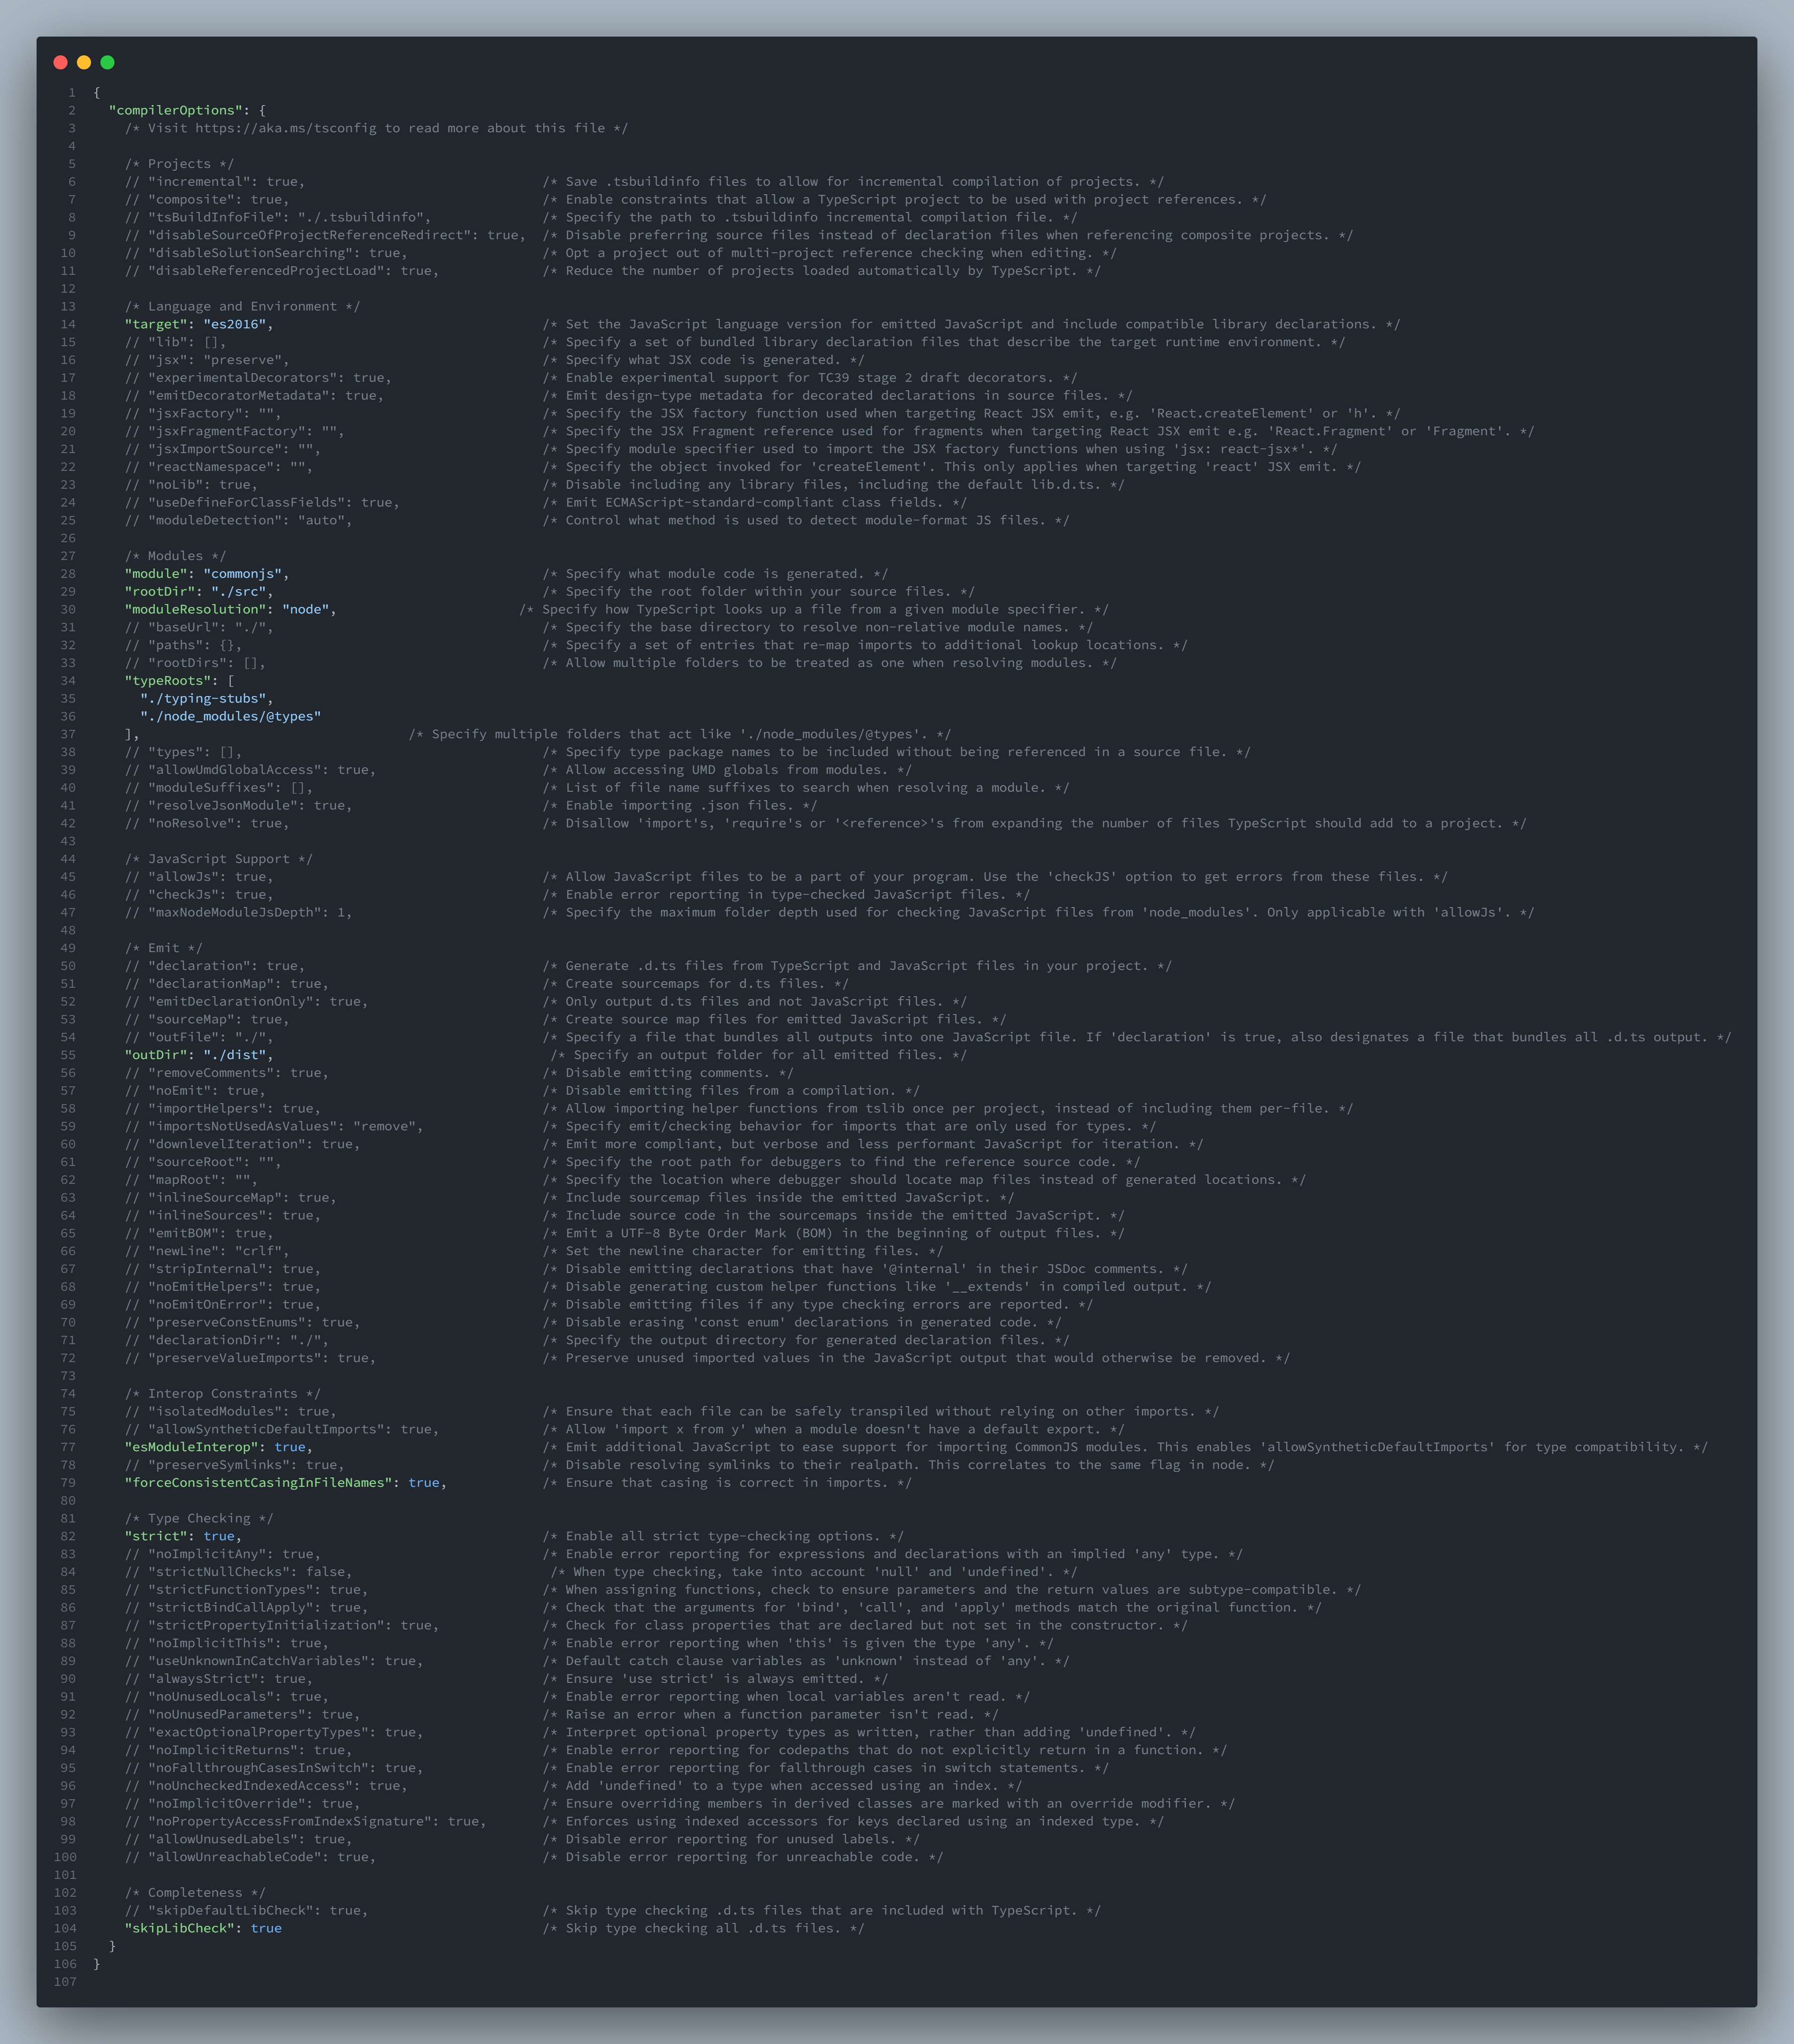 1 {
2   "compilerOptions": {
3     /* Visit https://aka.ms/tsconfig to read more about this file */
4
5     /* Projects */
6     // "incremental": true,                              /* Save .tsbuildinfo files to allow for incremental compilation of projects. */
7     // "composite": true,                                /* Enable constraints that allow a TypeScript project to be used with project references. */
8     // "tsBuildInfoFile": "./.tsbuildinfo",              /* Specify the path to .tsbuildinfo incremental compilation file. */
9     // "disableSourceOfProjectReferenceRedirect": true,  /* Disable preferring source files instead of declaration files when referencing composite projects. */
10     // "disableSolutionSearching": true,                 /* Opt a project out of multi-project reference checking when editing. */
11     // "disableReferencedProjectLoad": true,             /* Reduce the number of projects loaded automatically by TypeScript. */
12
13     /* Language and Environment */
14     "target": "es2016",                                  /* Set the JavaScript language version for emitted JavaScript and include compatible library declarations. */
15     // "lib": [],                                        /* Specify a set of bundled library declaration files that describe the target runtime environment. */
16     // "jsx": "preserve",                                /* Specify what JSX code is generated. */
17     // "experimentalDecorators": true,                   /* Enable experimental support for TC39 stage 2 draft decorators. */
18     // "emitDecoratorMetadata": true,                    /* Emit design-type metadata for decorated declarations in source files. */
19     // "jsxFactory": "",                                 /* Specify the JSX factory function used when targeting React JSX emit, e.g. 'React.createElement' or 'h'. */
20     // "jsxFragmentFactory": "",                         /* Specify the JSX Fragment reference used for fragments when targeting React JSX emit e.g. 'React.Fragment' or 'Fragment'. */
21     // "jsxImportSource": "",                            /* Specify module specifier used to import the JSX factory functions when using 'jsx: react-jsx*'. */
22     // "reactNamespace": "",                             /* Specify the object invoked for 'createElement'. This only applies when targeting 'react' JSX emit. */
23     // "noLib": true,                                    /* Disable including any library files, including the default lib.d.ts. */
24     // "useDefineForClassFields": true,                  /* Emit ECMAScript-standard-compliant class fields. */
25     // "moduleDetection": "auto",                        /* Control what method is used to detect module-format JS files. */
26
27     /* Modules */
28     "module": "commonjs",                                /* Specify what module code is generated. */
29     "rootDir": "./src",                                  /* Specify the root folder within your source files. */
30     "moduleResolution": "node",                       /* Specify how TypeScript looks up a file from a given module specifier. */
31     // "baseUrl": "./",                                  /* Specify the base directory to resolve non-relative module names. */
32     // "paths": {},                                      /* Specify a set of entries that re-map imports to additional lookup locations. */
33     // "rootDirs": [],                                   /* Allow multiple folders to be treated as one when resolving modules. */
34     "typeRoots": [
35       "./typing-stubs",
36       "./node_modules/@types"
37     ],                                  /* Specify multiple folders that act like './node_modules/@types'. */
38     // "types": [],                                      /* Specify type package names to be included without being referenced in a source file. */
39     // "allowUmdGlobalAccess": true,                     /* Allow accessing UMD globals from modules. */
40     // "moduleSuffixes": [],                             /* List of file name suffixes to search when resolving a module. */
41     // "resolveJsonModule": true,                        /* Enable importing .json files. */
42     // "noResolve": true,                                /* Disallow 'import's, 'require's or '<reference>'s from expanding the number of files TypeScript should add to a project. */
43
44     /* JavaScript Support */
45     // "allowJs": true,                                  /* Allow JavaScript files to be a part of your program. Use the 'checkJS' option to get errors from these files. */
46     // "checkJs": true,                                  /* Enable error reporting in type-checked JavaScript files. */
47     // "maxNodeModuleJsDepth": 1,                        /* Specify the maximum folder depth used for checking JavaScript files from 'node_modules'. Only applicable with 'allowJs'. */
48
49     /* Emit */
50     // "declaration": true,                              /* Generate .d.ts files from TypeScript and JavaScript files in your project. */
51     // "declarationMap": true,                           /* Create sourcemaps for d.ts files. */
52     // "emitDeclarationOnly": true,                      /* Only output d.ts files and not JavaScript files. */
53     // "sourceMap": true,                                /* Create source map files for emitted JavaScript files. */
54     // "outFile": "./",                                  /* Specify a file that bundles all outputs into one JavaScript file. If 'declaration' is true, also designates a file that bundles all .d.ts output. */
55     "outDir": "./dist",                                   /* Specify an output folder for all emitted files. */
56     // "removeComments": true,                           /* Disable emitting comments. */
57     // "noEmit": true,                                   /* Disable emitting files from a compilation. */
58     // "importHelpers": true,                            /* Allow importing helper functions from tslib once per project, instead of including them per-file. */
59     // "importsNotUsedAsValues": "remove",               /* Specify emit/checking behavior for imports that are only used for types. */
60     // "downlevelIteration": true,                       /* Emit more compliant, but verbose and less performant JavaScript for iteration. */
61     // "sourceRoot": "",                                 /* Specify the root path for debuggers to find the reference source code. */
62     // "mapRoot": "",                                    /* Specify the location where debugger should locate map files instead of generated locations. */
63     // "inlineSourceMap": true,                          /* Include sourcemap files inside the emitted JavaScript. */
64     // "inlineSources": true,                            /* Include source code in the sourcemaps inside the emitted JavaScript. */
65     // "emitBOM": true,                                  /* Emit a UTF-8 Byte Order Mark (BOM) in the beginning of output files. */
66     // "newLine": "crlf",                                /* Set the newline character for emitting files. */
67     // "stripInternal": true,                            /* Disable emitting declarations that have '@internal' in their JSDoc comments. */
68     // "noEmitHelpers": true,                            /* Disable generating custom helper functions like '__extends' in compiled output. */
69     // "noEmitOnError": true,                            /* Disable emitting files if any type checking errors are reported. */
70     // "preserveConstEnums": true,                       /* Disable erasing 'const enum' declarations in generated code. */
71     // "declarationDir": "./",                           /* Specify the output directory for generated declaration files. */
72     // "preserveValueImports": true,                     /* Preserve unused imported values in the JavaScript output that would otherwise be removed. */
73
74     /* Interop Constraints */
75     // "isolatedModules": true,                          /* Ensure that each file can be safely transpiled without relying on other imports. */
76     // "allowSyntheticDefaultImports": true,             /* Allow 'import x from y' when a module doesn't have a default export. */
77     "esModuleInterop": true,                             /* Emit additional JavaScript to ease support for importing CommonJS modules. This enables 'allowSyntheticDefaultImports' for type compatibility. */
78     // "preserveSymlinks": true,                         /* Disable resolving symlinks to their realpath. This correlates to the same flag in node. */
79     "forceConsistentCasingInFileNames": true,            /* Ensure that casing is correct in imports. */
80
81     /* Type Checking */
82     "strict": true,                                      /* Enable all strict type-checking options. */
83     // "noImplicitAny": true,                            /* Enable error reporting for expressions and declarations with an implied 'any' type. */
84     // "strictNullChecks": false,                         /* When type checking, take into account 'null' and 'undefined'. */
85     // "strictFunctionTypes": true,                      /* When assigning functions, check to ensure parameters and the return values are subtype-compatible. */
86     // "strictBindCallApply": true,                      /* Check that the arguments for 'bind', 'call', and 'apply' methods match the original function. */
87     // "strictPropertyInitialization": true,             /* Check for class properties that are declared but not set in the constructor. */
88     // "noImplicitThis": true,                           /* Enable error reporting when 'this' is given the type 'any'. */
89     // "useUnknownInCatchVariables": true,               /* Default catch clause variables as 'unknown' instead of 'any'. */
90     // "alwaysStrict": true,                             /* Ensure 'use strict' is always emitted. */
91     // "noUnusedLocals": true,                           /* Enable error reporting when local variables aren't read. */
92     // "noUnusedParameters": true,                       /* Raise an error when a function parameter isn't read. */
93     // "exactOptionalPropertyTypes": true,               /* Interpret optional property types as written, rather than adding 'undefined'. */
94     // "noImplicitReturns": true,                        /* Enable error reporting for codepaths that do not explicitly return in a function. */
95     // "noFallthroughCasesInSwitch": true,               /* Enable error reporting for fallthrough cases in switch statements. */
96     // "noUncheckedIndexedAccess": true,                 /* Add 'undefined' to a type when accessed using an index. */
97     // "noImplicitOverride": true,                       /* Ensure overriding members in derived classes are marked with an override modifier. */
98     // "noPropertyAccessFromIndexSignature": true,       /* Enforces using indexed accessors for keys declared using an indexed type. */
99     // "allowUnusedLabels": true,                        /* Disable error reporting for unused labels. */
100     // "allowUnreachableCode": true,                     /* Disable error reporting for unreachable code. */
101
102     /* Completeness */
103     // "skipDefaultLibCheck": true,                      /* Skip type checking .d.ts files that are included with TypeScript. */
104     "skipLibCheck": true                                 /* Skip type checking all .d.ts files. */
105   }
106 }
107